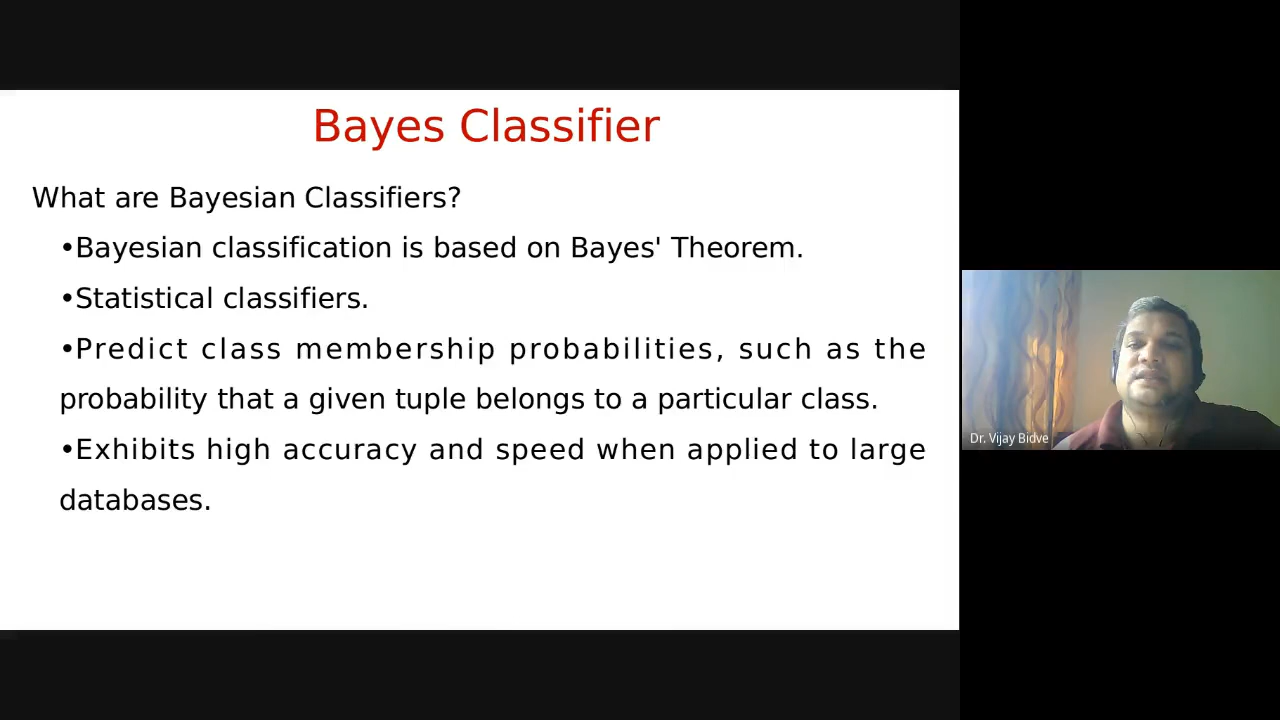 Bayes Classifier
What are Bayesian Classifiers?
•Bayesian classification is based on Bayes' Theorem.
•Statistical classifiers.
•Predict class membership probabilities, such as the
probability that a given tuple belongs to a particular class.
•Exhibits high accuracy and speed when applied to large
databases.
Dr. Vijay Bidve